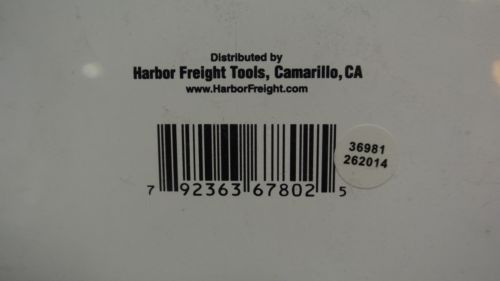 Distributed by
Harbor Freight Tools, Camarillo, CA
www.HarborFreight.com
7 92363 67802 5
36981
262014